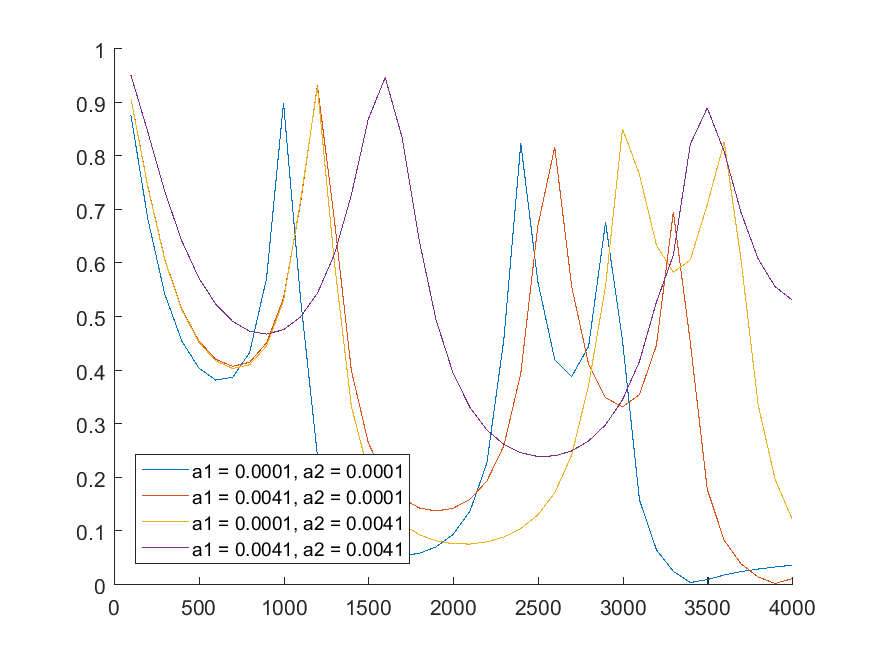 1
0.9
0.8
0.7
0.6
0.5
0.4
0.3
0.2
0.1
0
a1 = 0.0001, a2 = 0.0001
a1 = 0.0041, a2 = 0.0001
a1 = 0.0001, a2 = 0.0041
a1 = 0.0041, a2 = 0.0041
0 500 1000 1500 2000 2500 3000 3500 4000